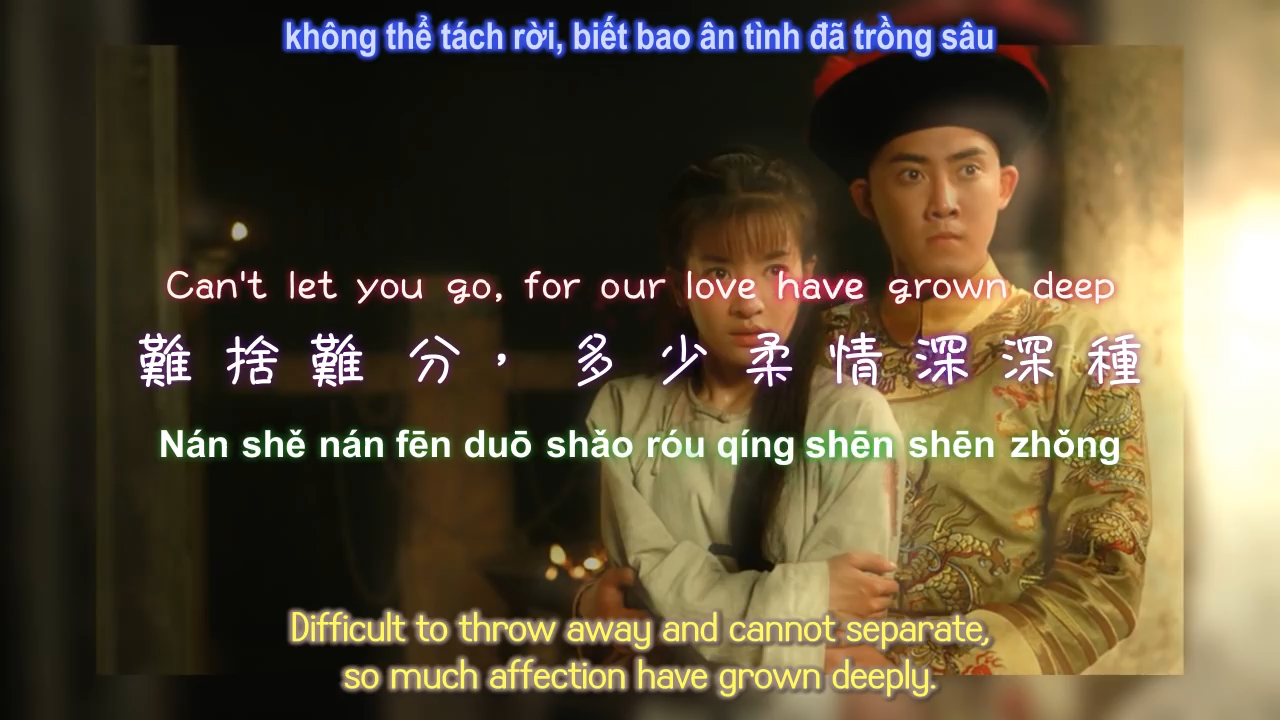 không thể tách rời, biết bao ân tình đã trồng sâu
Can't let you go, for our love have grown deep
難捨難分，多少柔情深深種
Nán shě nán fēn duō shǎo róu qíng shēn shēn zhǒng
Difficult to throw away and cannot separate,
so much affection have grown deeply.